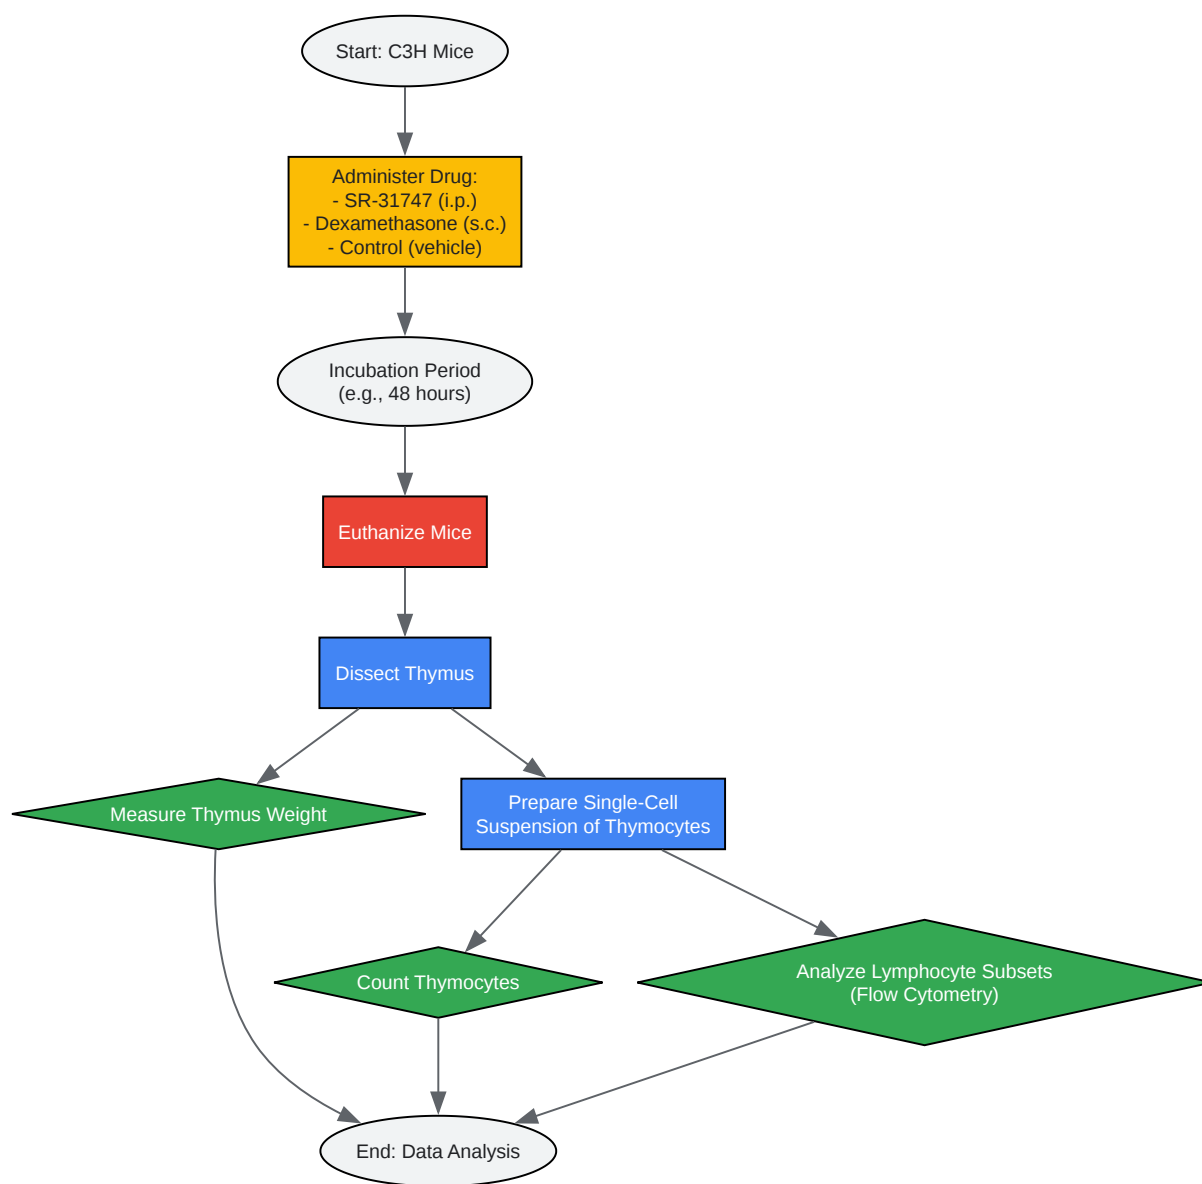 Start: C3H Mice
Administer Drug:
- SR-31747 (i.p.)
- Dexamethasone (s.c.)
- Control (vehicle)
Incubation Period
(e.g., 48 hours)
Euthanize Mice
Dissect Thymus
Measure Thymus Weight
Prepare Single-Cell
Suspension of Thymocytes
Count Thymocytes
Analyze Lymphocyte Subsets
(Flow Cytometry)
End: Data Analysis